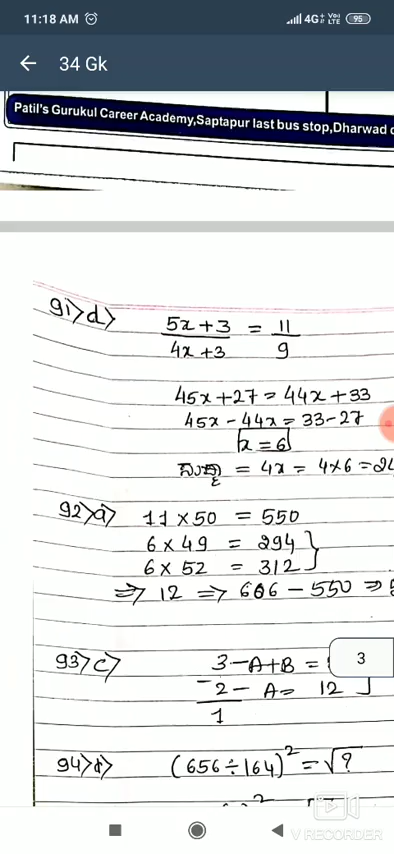 11:18 AM 4G+ Vo) LTE 95
← 34 Gk
Patil's Gurukul Career Academy,Saptapur last bus stop,Dharwad
91>d> (5x+3)/(4x+3) = 11/9
45x+27 = 44x+33
45x-44x = 33-27
x = 6
= 4x = 4×6 = 24
92>a> 11×50 = 550
6×49 = 294
6×52 = 312
⇒ 12 ⇒ 606 - 550 ⇒
93>c> 3-A+B =
3
-2-A= 12
1
94>d> (656÷164)² = √?
V RECORDER